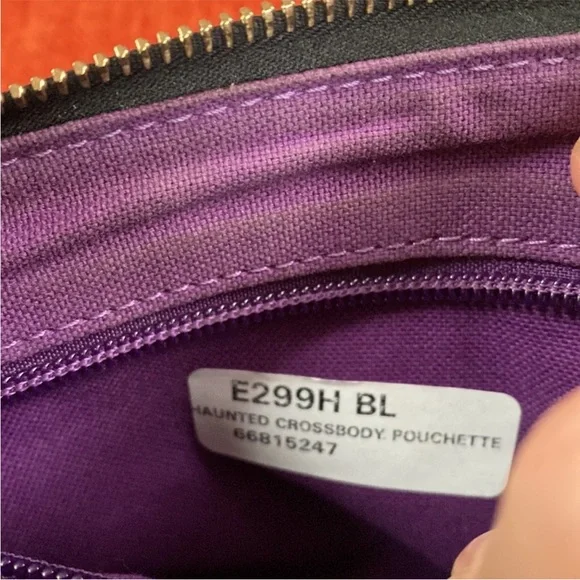 E299H BL
HAUNTED CROSSBODY POUCHETTE
66815247